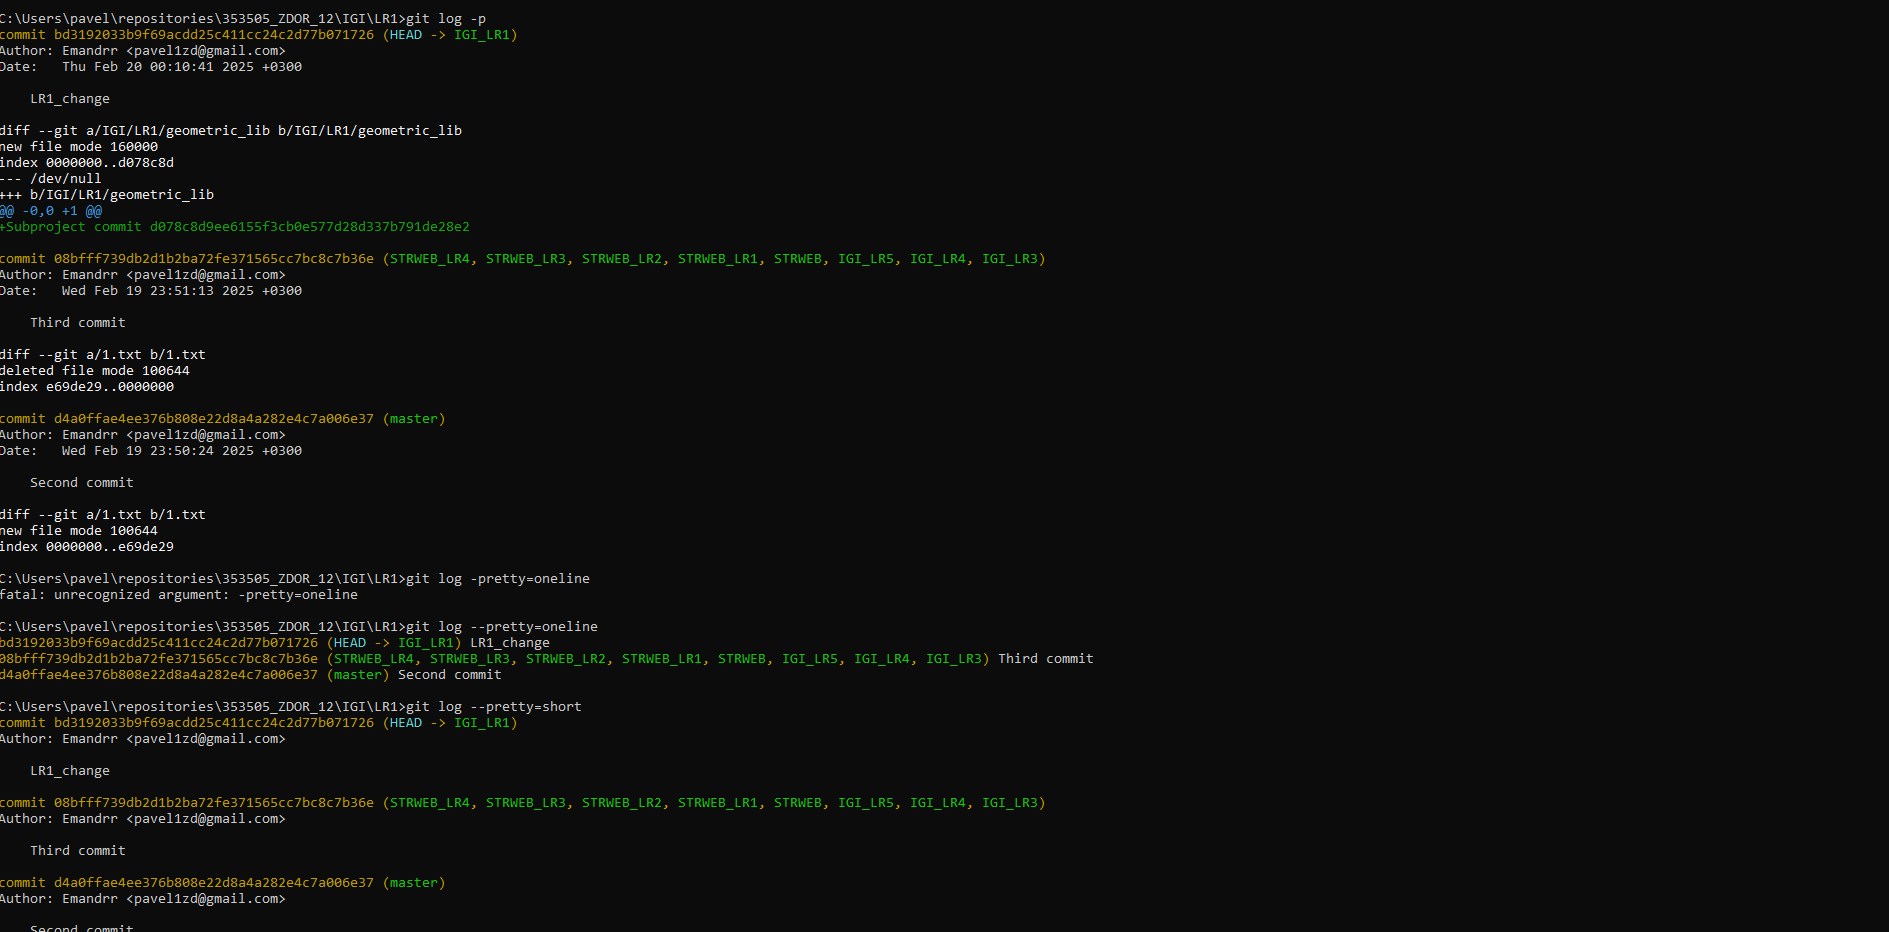 C:\Users\pavel\repositories\353505_ZDOR_12\IGI\LR1>git log -p
commit bd3192033b9f69acdd25c411cc24c2d77b071726 (HEAD -> IGI_LR1)
Author: Emandrr <pavel1zd@gmail.com>
Date:   Thu Feb 20 00:10:41 2025 +0300
    LR1_change
diff --git a/IGI/LR1/geometric_lib b/IGI/LR1/geometric_lib
new file mode 160000
index 0000000..d078c8d
--- /dev/null
+++ b/IGI/LR1/geometric_lib
@@ -0,0 +1 @@
+Subproject commit d078c8d9ee6155f3cb0e577d28d337b791de28e2
commit 08bfff739db2d1b2ba72fe371565cc7bc8c7b36e (STRWEB_LR4, STRWEB_LR3, STRWEB_LR2, STRWEB_LR1, STRWEB, IGI_LR5, IGI_LR4, IGI_LR3)
Author: Emandrr <pavel1zd@gmail.com>
Date:   Wed Feb 19 23:51:13 2025 +0300
    Third commit
diff --git a/1.txt b/1.txt
deleted file mode 100644
index e69de29..0000000
commit d4a0ffae4ee376b808e22d8a4a282e4c7a006e37 (master)
Author: Emandrr <pavel1zd@gmail.com>
Date:   Wed Feb 19 23:50:24 2025 +0300
    Second commit
diff --git a/1.txt b/1.txt
new file mode 100644
index 0000000..e69de29
C:\Users\pavel\repositories\353505_ZDOR_12\IGI\LR1>git log -pretty=oneline
fatal: unrecognized argument: -pretty=oneline
C:\Users\pavel\repositories\353505_ZDOR_12\IGI\LR1>git log --pretty=oneline
bd3192033b9f69acdd25c411cc24c2d77b071726 (HEAD -> IGI_LR1) LR1_change
08bfff739db2d1b2ba72fe371565cc7bc8c7b36e (STRWEB_LR4, STRWEB_LR3, STRWEB_LR2, STRWEB_LR1, STRWEB, IGI_LR5, IGI_LR4, IGI_LR3) Third commit
d4a0ffae4ee376b808e22d8a4a282e4c7a006e37 (master) Second commit
C:\Users\pavel\repositories\353505_ZDOR_12\IGI\LR1>git log --pretty=short
commit bd3192033b9f69acdd25c411cc24c2d77b071726 (HEAD -> IGI_LR1)
Author: Emandrr <pavel1zd@gmail.com>
    LR1_change
commit 08bfff739db2d1b2ba72fe371565cc7bc8c7b36e (STRWEB_LR4, STRWEB_LR3, STRWEB_LR2, STRWEB_LR1, STRWEB, IGI_LR5, IGI_LR4, IGI_LR3)
Author: Emandrr <pavel1zd@gmail.com>
    Third commit
commit d4a0ffae4ee376b808e22d8a4a282e4c7a006e37 (master)
Author: Emandrr <pavel1zd@gmail.com>
    Second commit